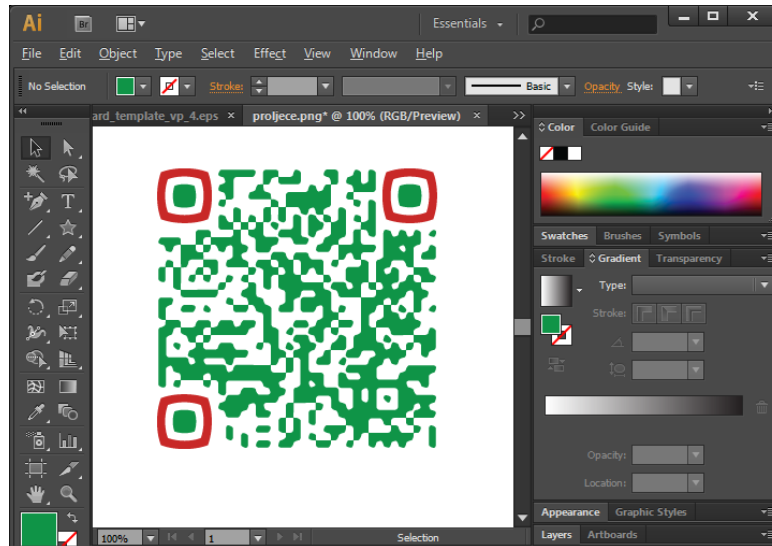 Ai Br Essentials
File Edit Object Type Select Effect View Window Help
No Selection Stroke: Basic Opacity Style:
ard_template_vp_4.eps × proljece.png* @ 100% (RGB/Preview) ×
Color Color Guide
Swatches Brushes Symbols
Stroke Gradient Transparency
Type:
Stroke:
Opacity:
Location:
Appearance Graphic Styles
Layers Artboards
100% 1 Selection